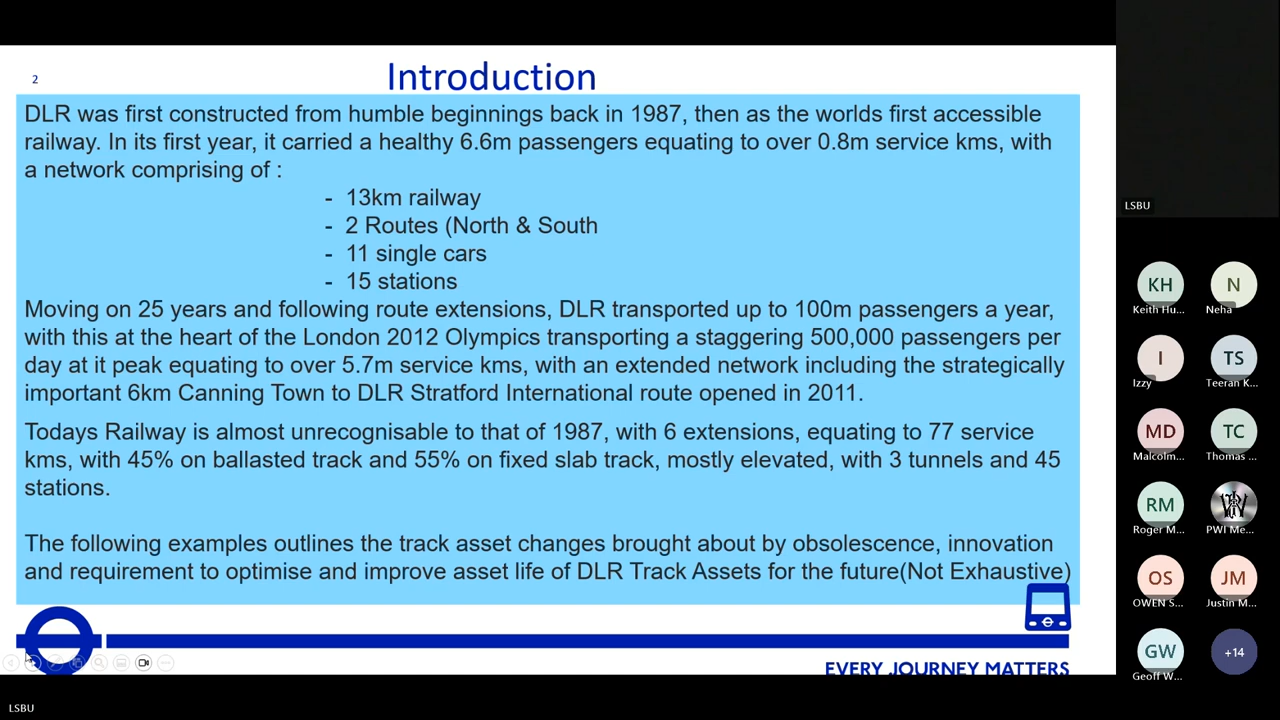 2
Introduction
DLR was first constructed from humble beginnings back in 1987, then as the worlds first accessible
railway. In its first year, it carried a healthy 6.6m passengers equating to over 0.8m service kms, with
a network comprising of :
- 13km railway
- 2 Routes (North & South
- 11 single cars
- 15 stations
Moving on 25 years and following route extensions, DLR transported up to 100m passengers a year,
with this at the heart of the London 2012 Olympics transporting a staggering 500,000 passengers per
day at it peak equating to over 5.7m service kms, with an extended network including the strategically
important 6km Canning Town to DLR Stratford International route opened in 2011.
Todays Railway is almost unrecognisable to that of 1987, with 6 extensions, equating to 77 service
kms, with 45% on ballasted track and 55% on fixed slab track, mostly elevated, with 3 tunnels and 45
stations.
The following examples outlines the track asset changes brought about by obsolescence, innovation
and requirement to optimise and improve asset life of DLR Track Assets for the future(Not Exhaustive)
EVERY JOURNEY MATTERS
LSBU
LSBU
KH
N
Keith Hu...
Neha
I
TS
Izzy
Teeran K...
MD
TC
Malcolm...
Thomas ...
RM
Roger M...
PWI Me...
OS
JM
OWEN S...
Justin M...
GW
+14
Geoff W...